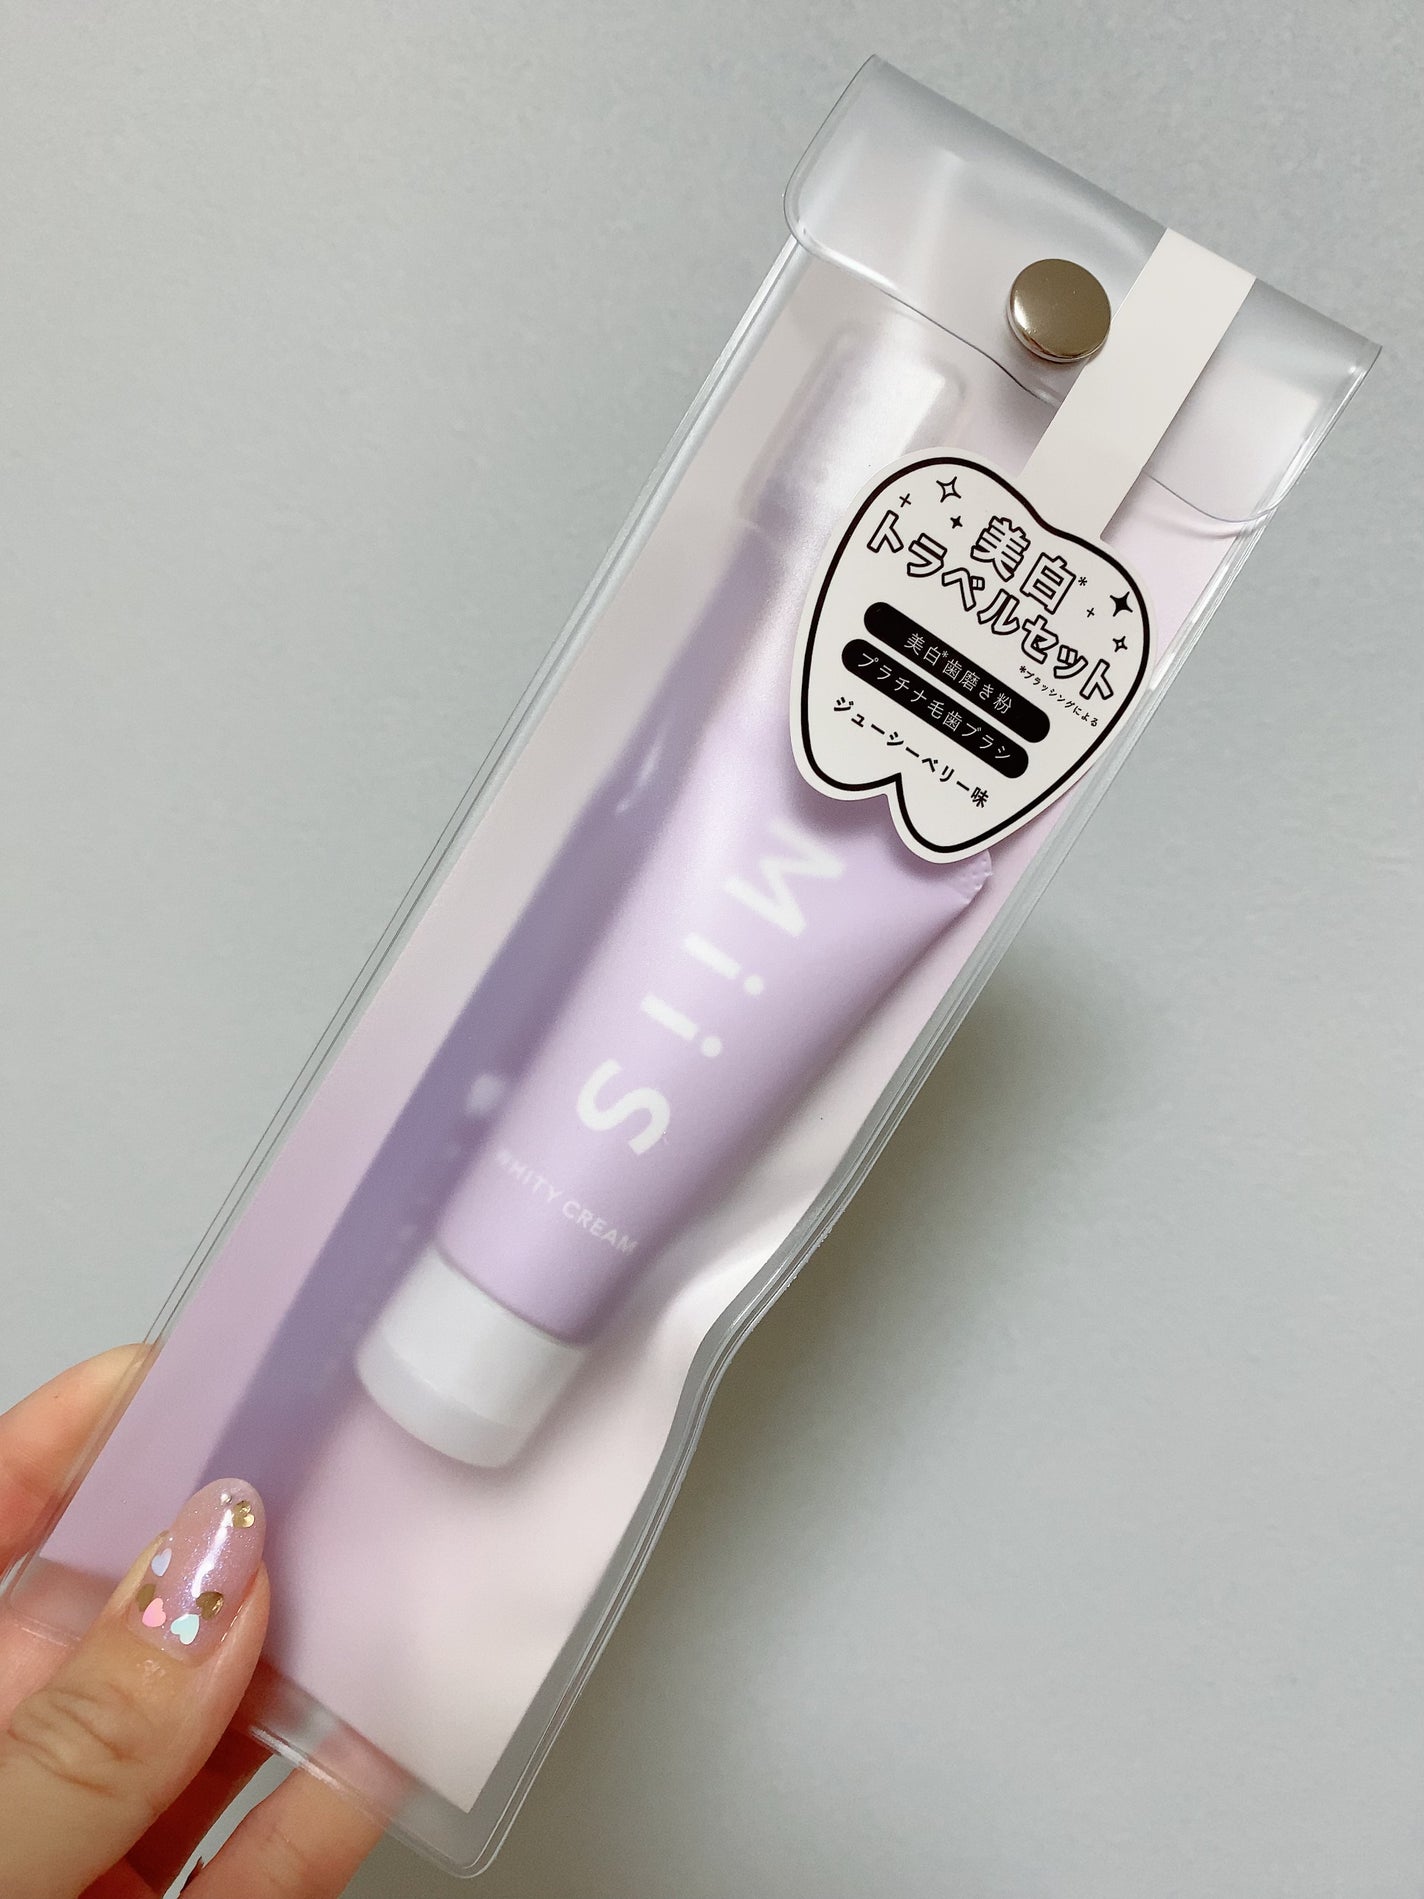 美白*
トラベルセット
*ブラッシングによる
美白*歯磨き粉
プラチナ毛歯ブラシ
ジューシーベリー味
MiiS
WHITY CREAM